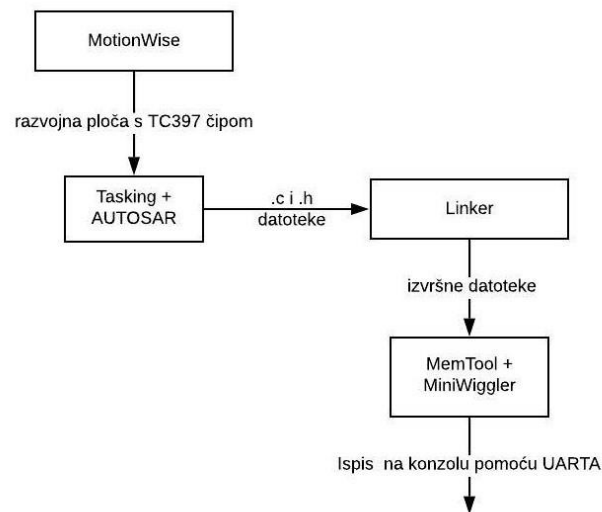 MotionWise
razvojna ploča s TC397 čipom
Tasking +
AUTOSAR
.c i .h
datoteke
Linker
izvršne datoteke
MemTool +
MiniWiggler
Ispis na konzolu pomoću UARTA